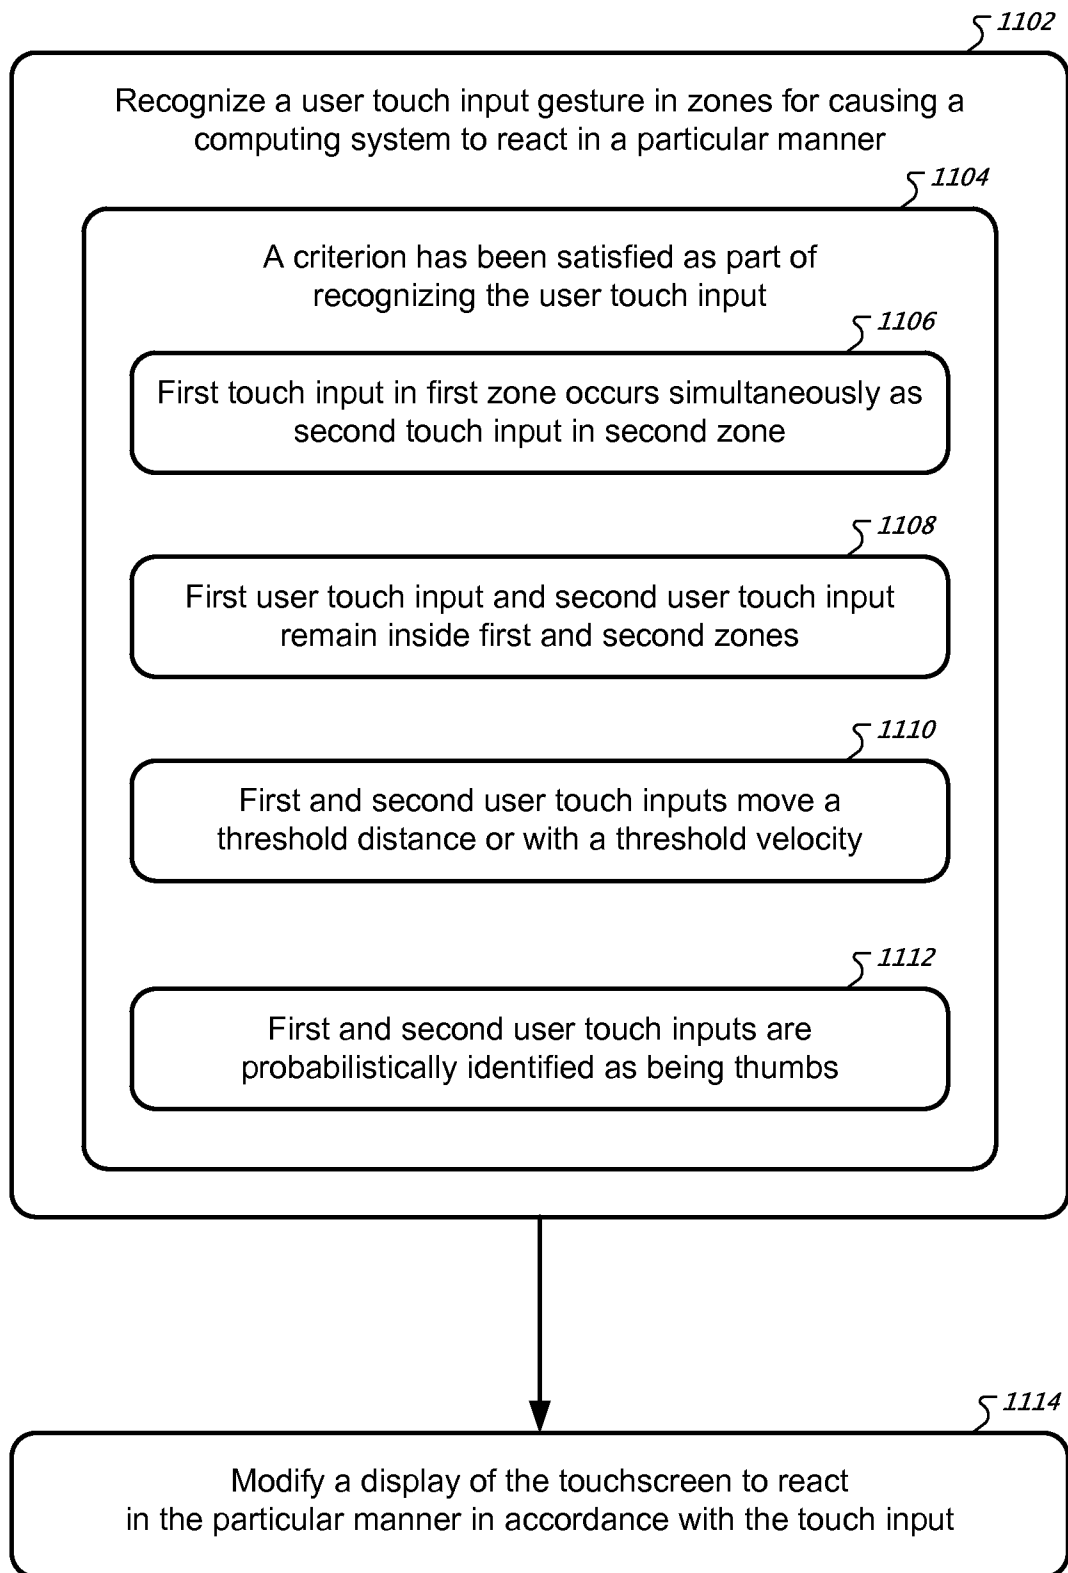 1102
Recognize a user touch input gesture in zones for causing a
computing system to react in a particular manner
1104
A criterion has been satisfied as part of
recognizing the user touch input
1106
First touch input in first zone occurs simultaneously as
second touch input in second zone
1108
First user touch input and second user touch input
remain inside first and second zones
1110
First and second user touch inputs move a
threshold distance or with a threshold velocity
1112
First and second user touch inputs are
probabilistically identified as being thumbs
1114
Modify a display of the touchscreen to react
in the particular manner in accordance with the touch input